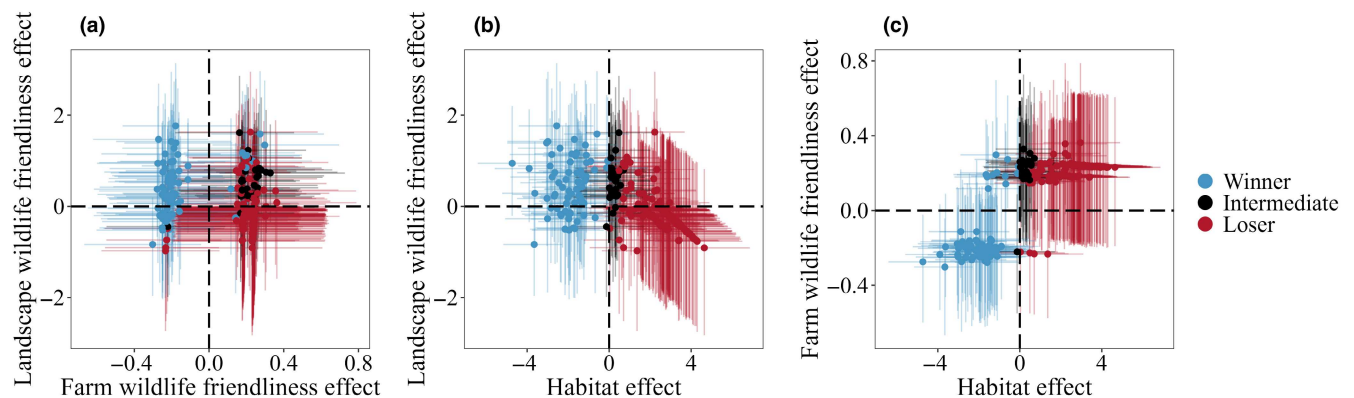 (a)
Landscape wildlife friendliness effect
2
0
−2
−0.4 0.0 0.4 0.8
Farm wildlife friendliness effect
(b)
Landscape wildlife friendliness effect
2
0
−2
−4 0 4
Habitat effect
(c)
Farm wildlife friendliness effect
0.8
0.4
0.0
−0.4
−4 0 4
Habitat effect
Winner
Intermediate
Loser